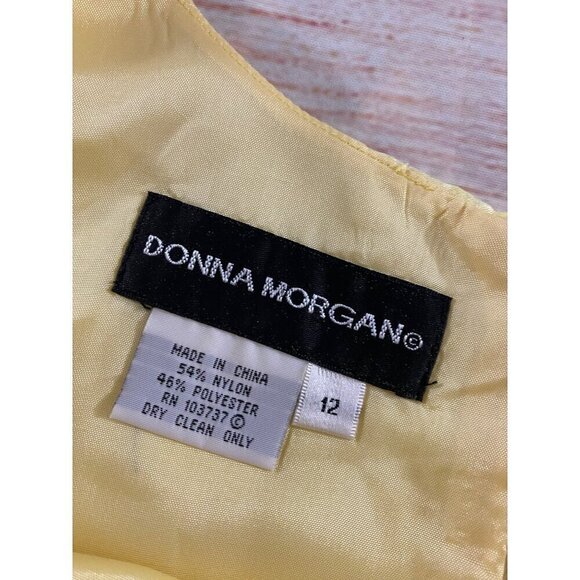 DONNA MORGAN©
MADE IN CHINA
54% NYLON
46% POLYESTER
RN 103737 ©
DRY CLEAN ONLY
12